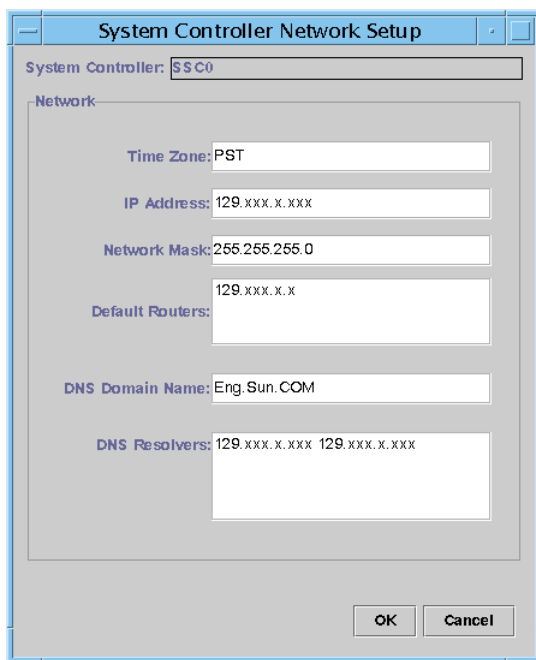 System Controller Network Setup
System Controller: SSC0
Network
Time Zone: PST
IP Address: 129.xxx.x.xxx
Network Mask: 255.255.255.0
Default Routers: 129.xxx.x.x
DNS Domain Name: Eng.Sun.COM
DNS Resolvers: 129.xxx.x.xxx 129.xxx.x.xxx
OK Cancel